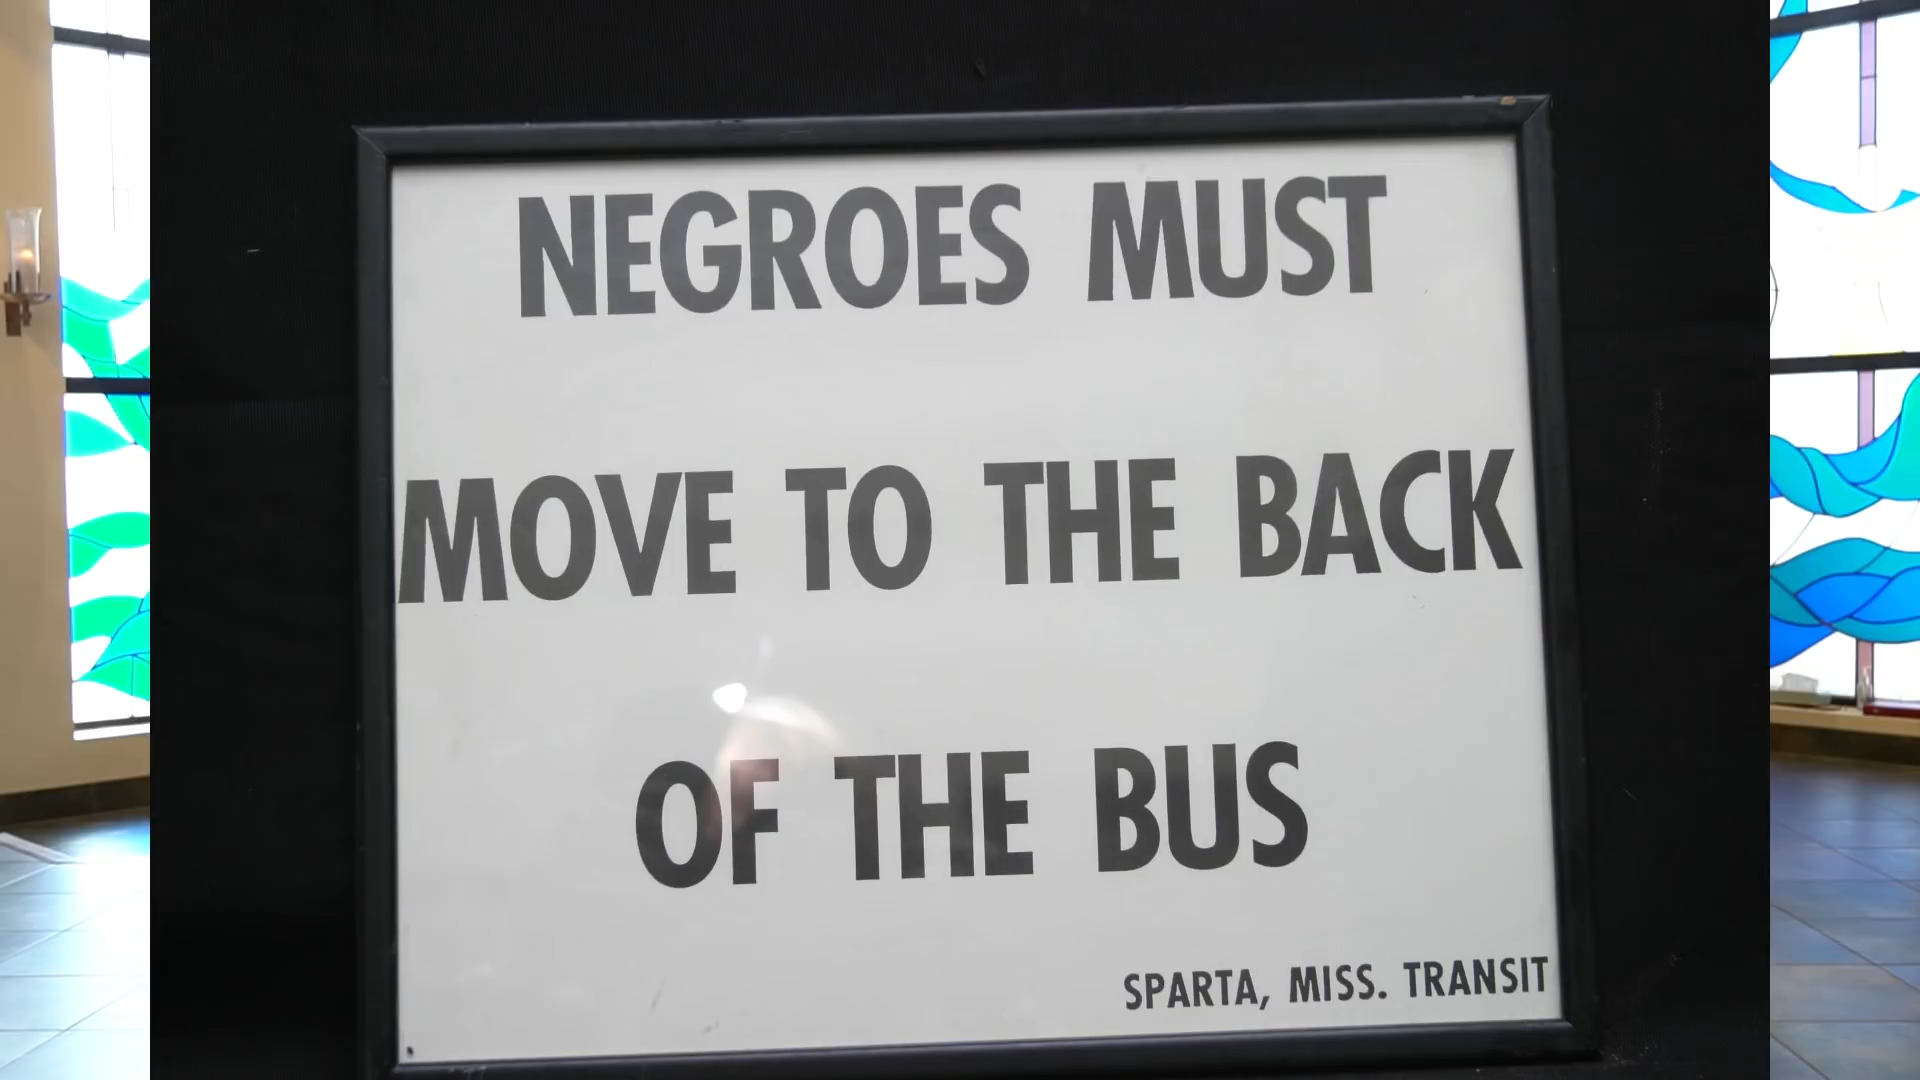 NEGROES MUST
MOVE TO THE BACK
OF THE BUS
SPARTA, MISS. TRANSIT